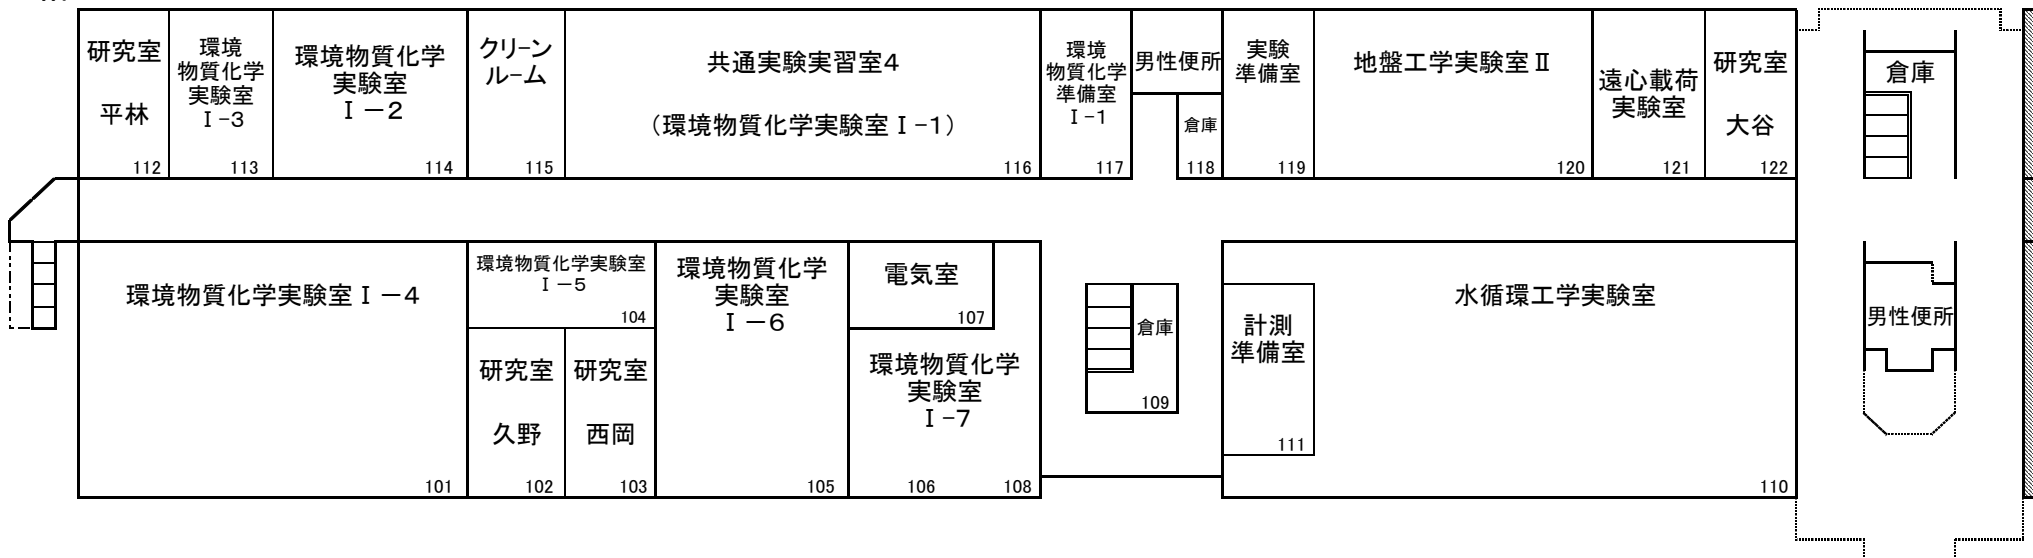 研究室
平林
112
環境
物質化学
実験室
Ⅰ-3
113
環境物質化学
実験室
Ⅰ－2
114
クリーン
ルーム
115
共通実験実習室4
（環境物質化学実験室Ⅰ-1）
116
環境
物質化学
準備室
Ⅰ-1
117
男性便所
倉庫
118
実験
準備室
119
地盤工学実験室Ⅱ
120
遠心載荷
実験室
121
研究室
大谷
122
倉庫
環境物質化学実験室Ⅰ－4
101
環境物質化学実験室
Ⅰ－5
104
研究室
久野
102
研究室
西岡
103
環境物質化学
実験室
Ⅰ－6
105
電気室
107
環境物質化学
実験室
Ⅰ-7
106
108
倉庫
109
計測
準備室
111
水循環工学実験室
110
男性便所